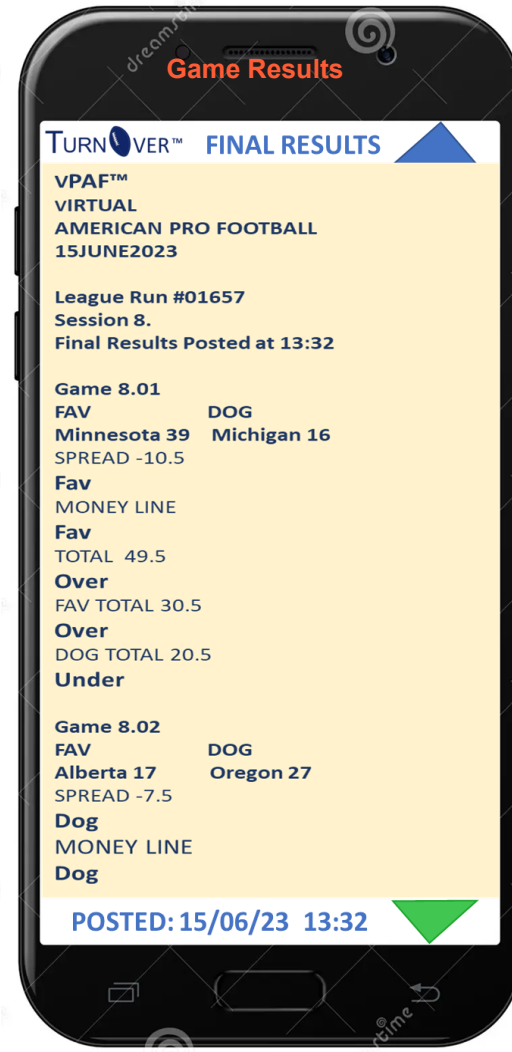 dreamstime
Game Results
TURNOVER™ FINAL RESULTS
vPAF™
VIRTUAL
AMERICAN PRO FOOTBALL
15JUNE2023
League Run #01657
Session 8.
Final Results Posted at 13:32
Game 8.01
FAV DOG
Minnesota 39 Michigan 16
SPREAD -10.5
Fav
MONEY LINE
Fav
TOTAL 49.5
Over
FAV TOTAL 30.5
Over
DOG TOTAL 20.5
Under
Game 8.02
FAV DOG
Alberta 17 Oregon 27
SPREAD -7.5
Dog
MONEY LINE
Dog
POSTED: 15/06/23 13:32